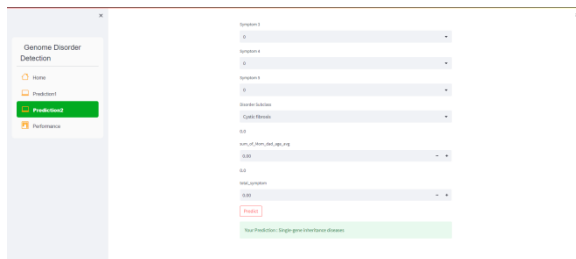 ×
Genome Disorder
Detection
Home
Prediction1
Prediction2
Performance
Symptom 3
0
Symptom 4
0
Symptom 5
0
Disorder Subclass
Cystic fibrosis
0.0
sum_of_Mom_dad_age_avg
0.00
- +
0.0
total_symptom
0.00
- +
Predict
Your Prediction: Single-gene inheritance diseases